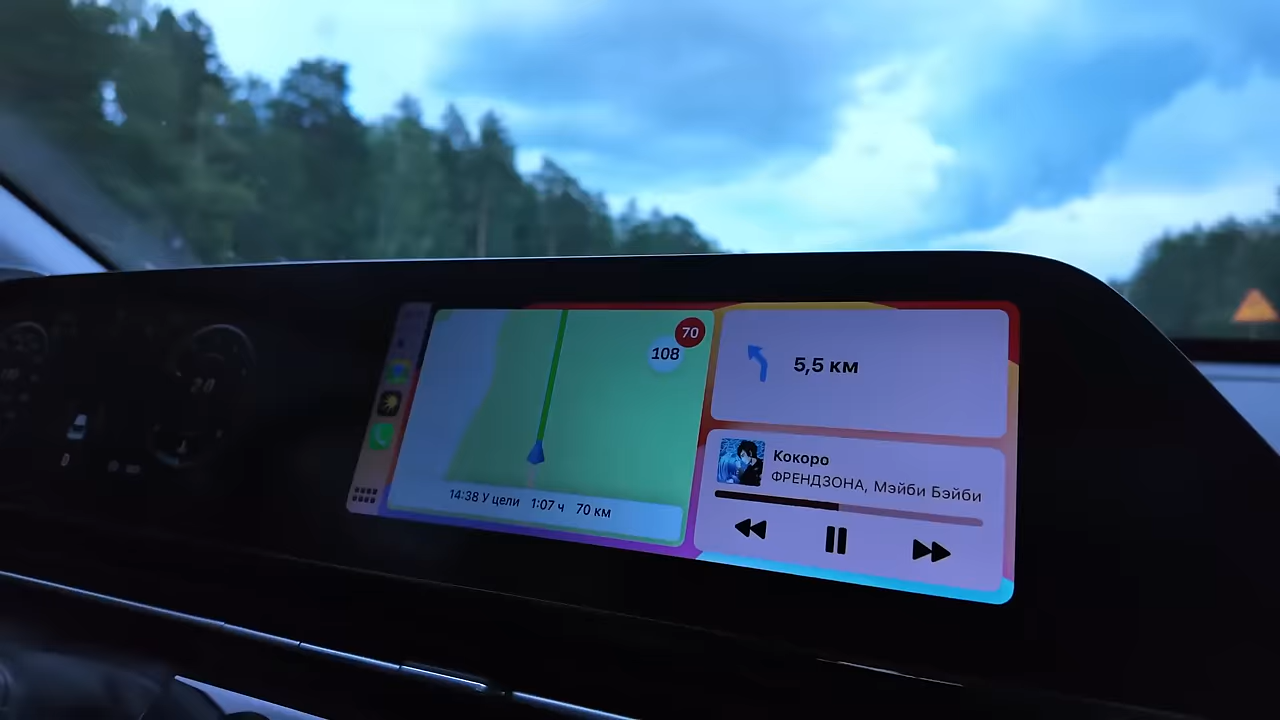 70
108
5,5 км
Кокоро
ФРЕНДЗОНА, Мэйби Бэйби
14:38 У цели 1:07 ч 70 км